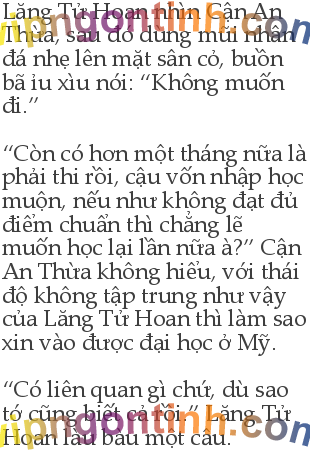 Lăng Tử Hoan nhìn Cận An
Thừa, sau đó dùng mũi chân
đá nhẹ lên mặt sân cỏ, buồn
bã ỉu xìu nói: “Không muốn
đi.”
“Còn có hơn một tháng nữa là
phải thi rồi, cậu vốn nhập học
muộn, nếu như không đạt đủ
điểm chuẩn thì chẳng lẽ
muốn học lại lần nữa à?” Cận
An Thừa không hiểu, với thái
độ không tập trung như vậy
của Lăng Tử Hoan thì làm sao
xin vào được đại học ở Mỹ.
“Có liên quan gì chứ, dù sao
tớ cũng biết cả rồi.” Lăng Tử
Hoan lầu bầu một câu.
vipngontinh.com
vipngontinh.com